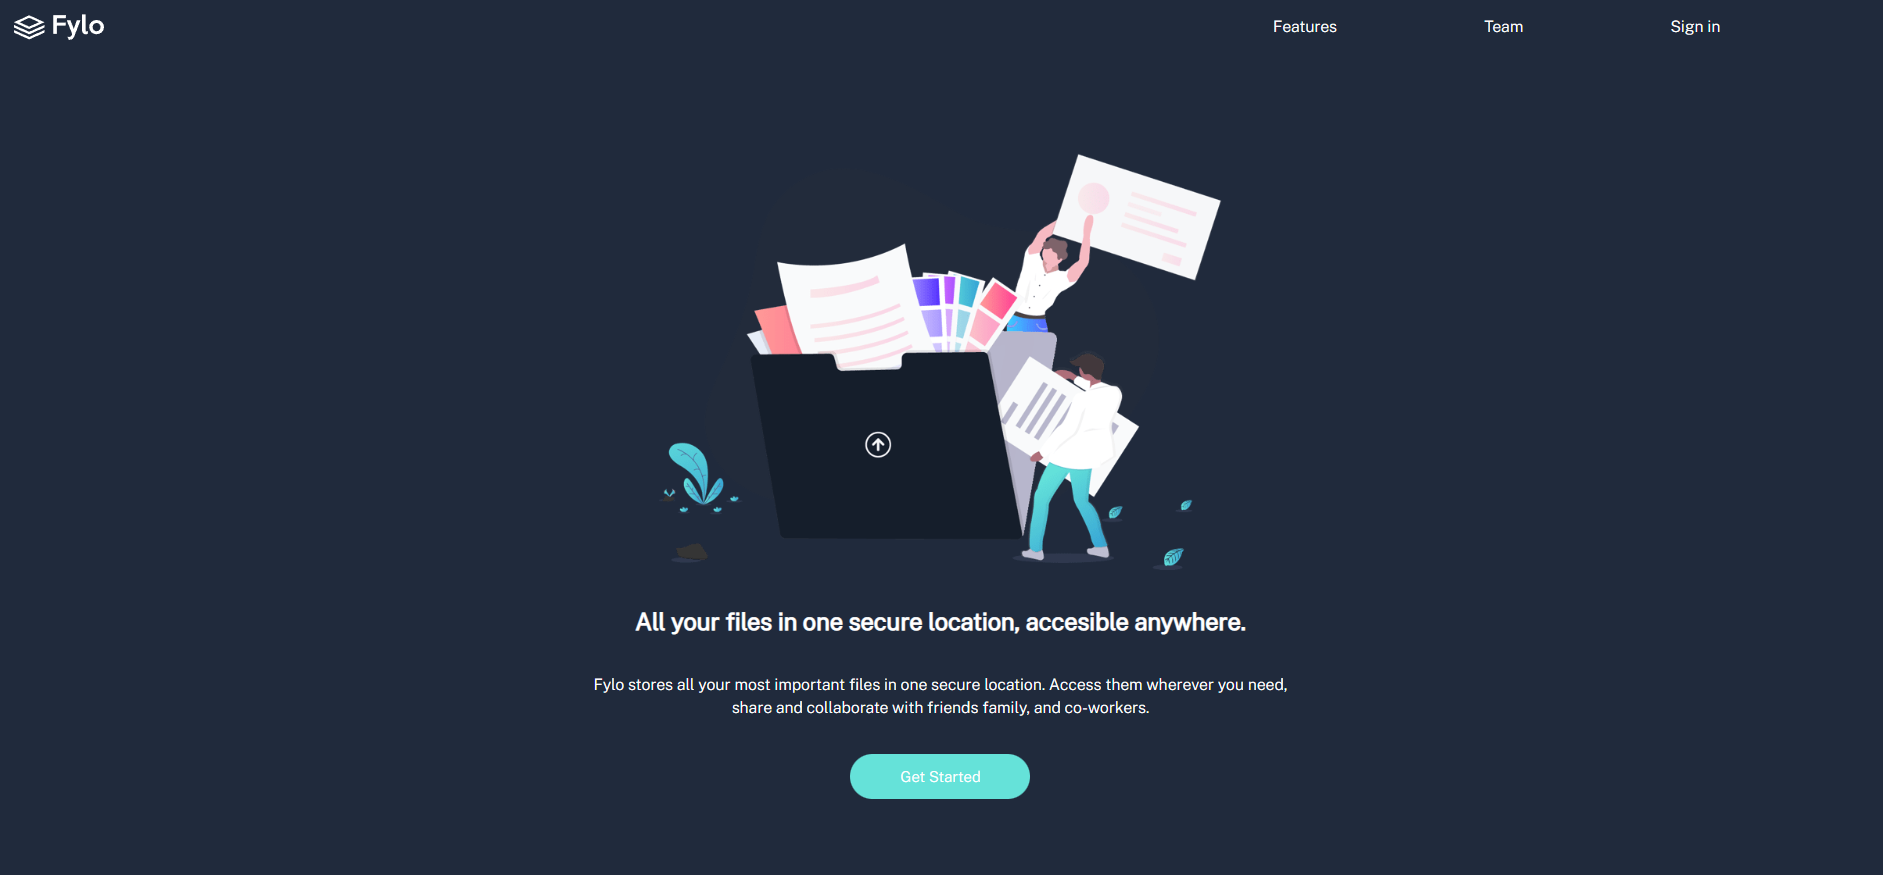 Fylo
Features
Team
Sign in
All your files in one secure location, accesible anywhere.
Fylo stores all your most important files in one secure location. Access them wherever you need,
share and collaborate with friends family, and co-workers.
Get Started